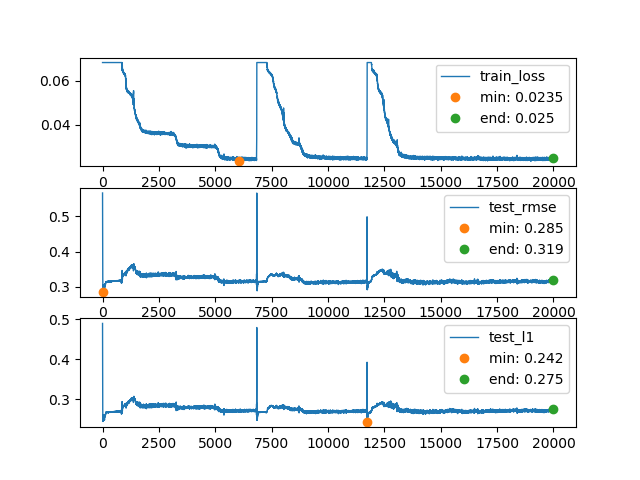 0.06
0.04
train_loss
min: 0.0235
end: 0.025
0 2500 5000 7500 10000 12500 15000 17500 20000
0.5
0.4
0.3
test_rmse
min: 0.285
end: 0.319
0 2500 5000 7500 10000 12500 15000 17500 20000
0.5
0.4
0.3
test_l1
min: 0.242
end: 0.275
0 2500 5000 7500 10000 12500 15000 17500 20000